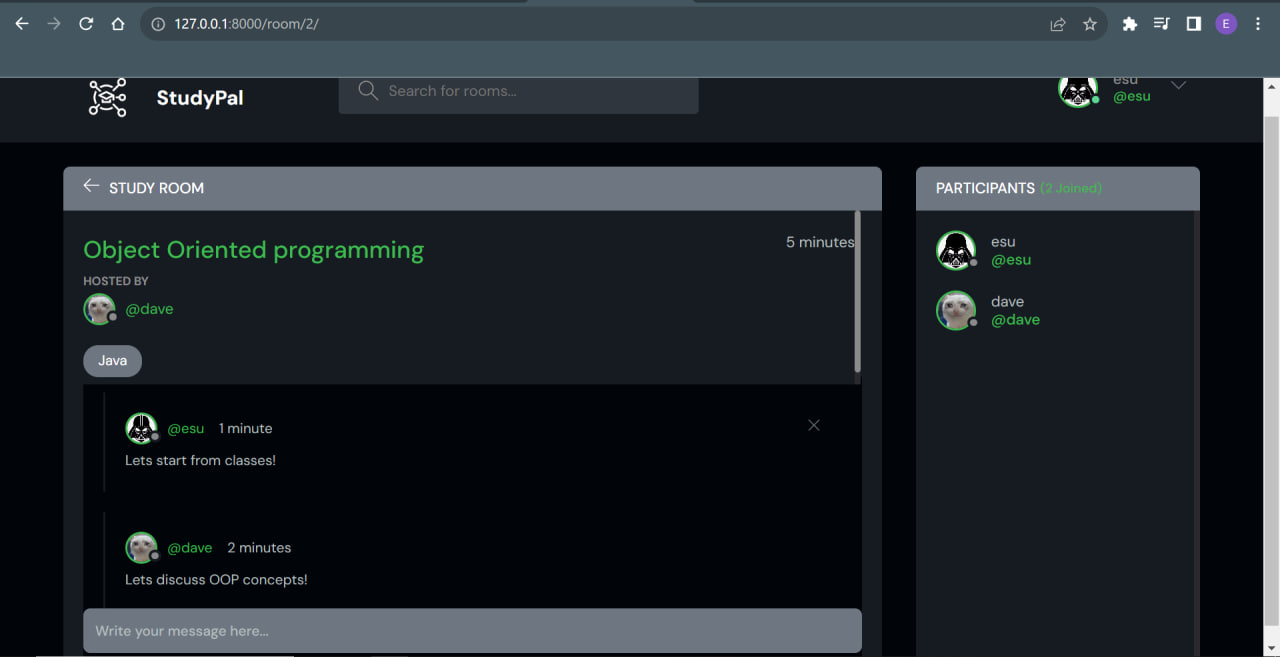 127.0.0.1:8000/room/2/
E
StudyPal
Search for rooms...
esu
@esu
STUDY ROOM
Object Oriented programming
5 minutes
HOSTED BY
@dave
Java
@esu 1 minute
Lets start from classes!
@dave 2 minutes
Lets discuss OOP concepts!
Write your message here...
PARTICIPANTS (2 Joined)
esu
@esu
dave
@dave